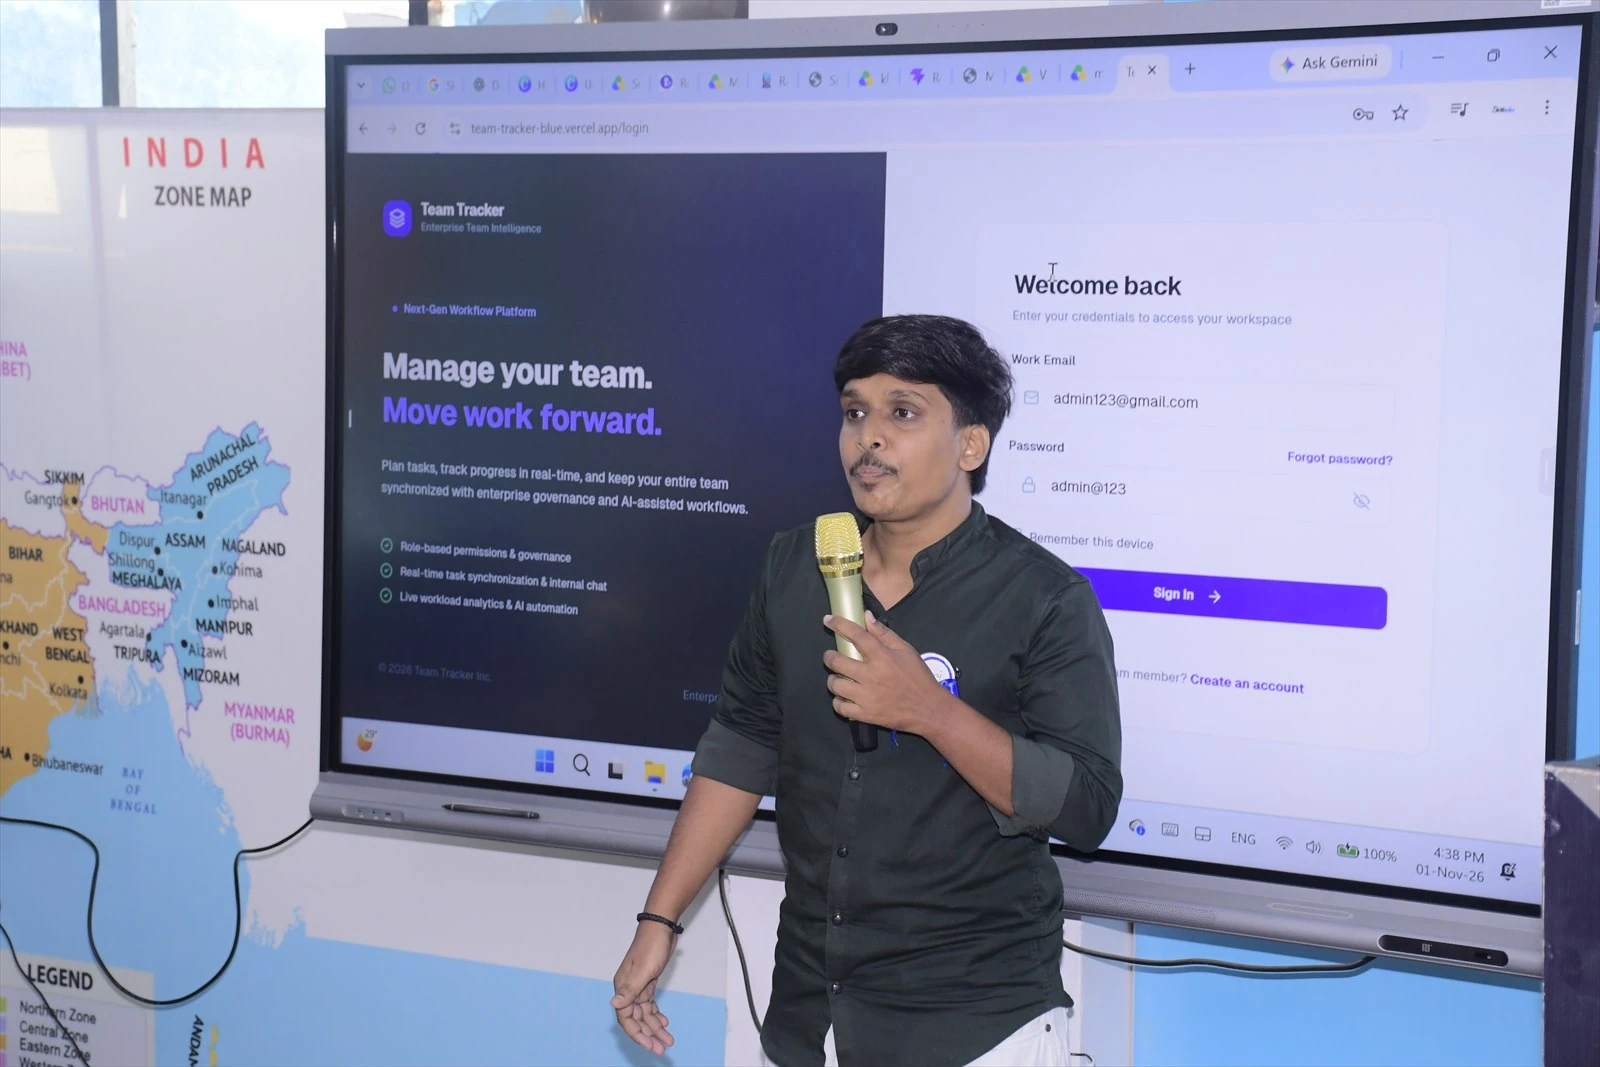 INDIA
ZONE MAP
SIKKIM
Gangtok
BHUTAN
ARUNACHAL
PRADESH
Itanagar
Dispur
ASSAM
NAGALAND
Shillong
Kohima
MEGHALAYA
BIHAR
BANGLADESH
Imphal
MANIPUR
Agartala
Aizawl
TRIPURA
WEST
BENGAL
MIZORAM
Kolkata
MYANMAR
(BURMA)
Bhubaneswar
BAY
OF
BENGAL
LEGEND
Northern Zone
Central Zone
Eastern Zone
Ask Gemini
team-tracker-blue.vercel.app/login
Team Tracker
Enterprise Team Intelligence
Next-Gen Workflow Platform
Manage your team.
Move work forward.
Plan tasks, track progress in real-time, and keep your entire team
synchronized with enterprise governance and AI-assisted workflows.
Role-based permissions & governance
Real-time task synchronization & internal chat
Live workload analytics & AI automation
© 2026 Team Tracker Inc.
Welcome back
Enter your credentials to access your workspace
Work Email
admin123@gmail.com
Password
Forgot password?
admin@123
Remember this device
Sign In
member? Create an account
29°
ENG
100%
4:38 PM
01-Nov-26